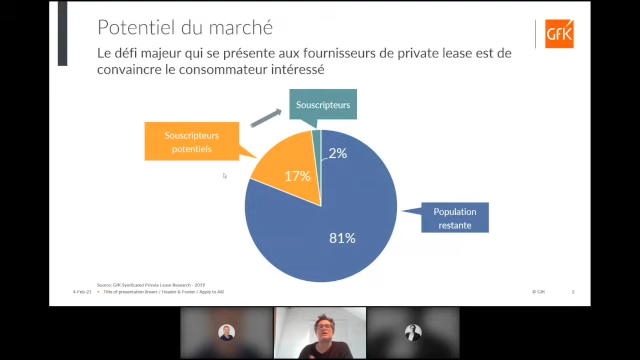 Potentiel du marché
GfK
Le défi majeur qui se présente aux fournisseurs de private lease est de
convaincre le consommateur intéressé
Souscripteurs
Souscripteurs
potentiels
2%
17%
Population
restante
81%
Source: GfK Syndicated Private Lease Research - 2019
4-Feb-21 • Title of presentation (Insert / Header & Footer / Apply to All)
© GfK
2